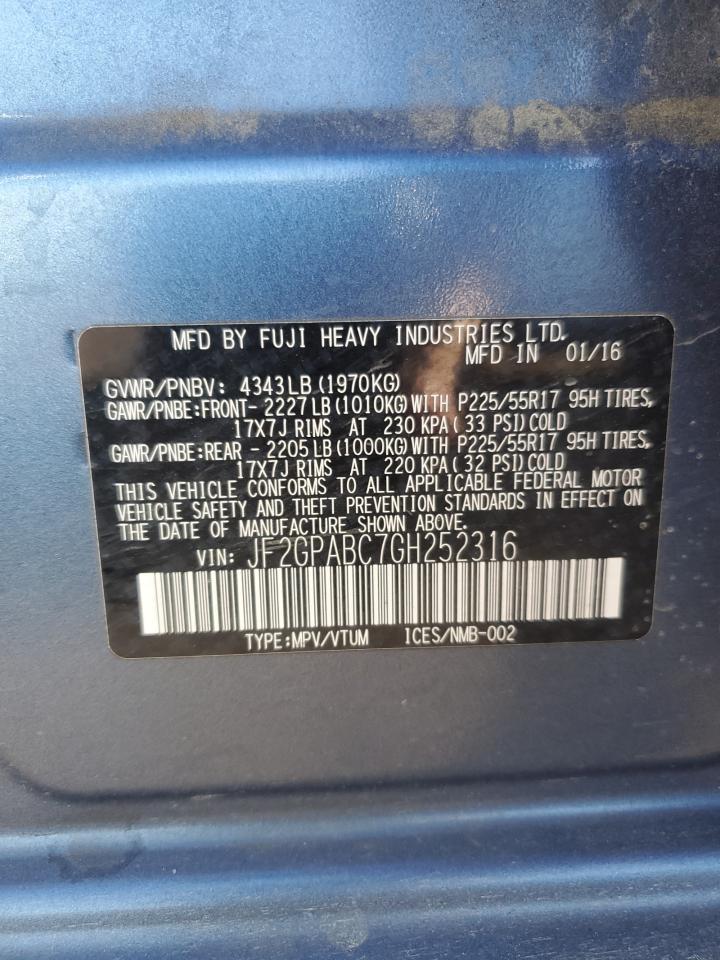 MFD BY FUJI HEAVY INDUSTRIES LTD.
MFD IN 01/16
GVWR/PNBV: 4343LB (1970KG)
GAWR/PNBE:FRONT- 2227LB (1010KG) WITH P225/55R17 95H TIRES,
17X7J RIMS AT 230 KPA (33 PSI) COLD
GAWR/PNBE:REAR - 2205LB (1000KG) WITH P225/55R17 95H TIRES,
17X7J RIMS AT 220 KPA (32 PSI) COLD
THIS VEHICLE CONFORMS TO ALL APPLICABLE FEDERAL MOTOR
VEHICLE SAFETY AND THEFT PREVENTION STANDARDS IN EFFECT ON
THE DATE OF MANUFACTURE SHOWN ABOVE.
VIN: JF2GPABC7GH252316
TYPE:MPV/VTUM ICES/NMB-002